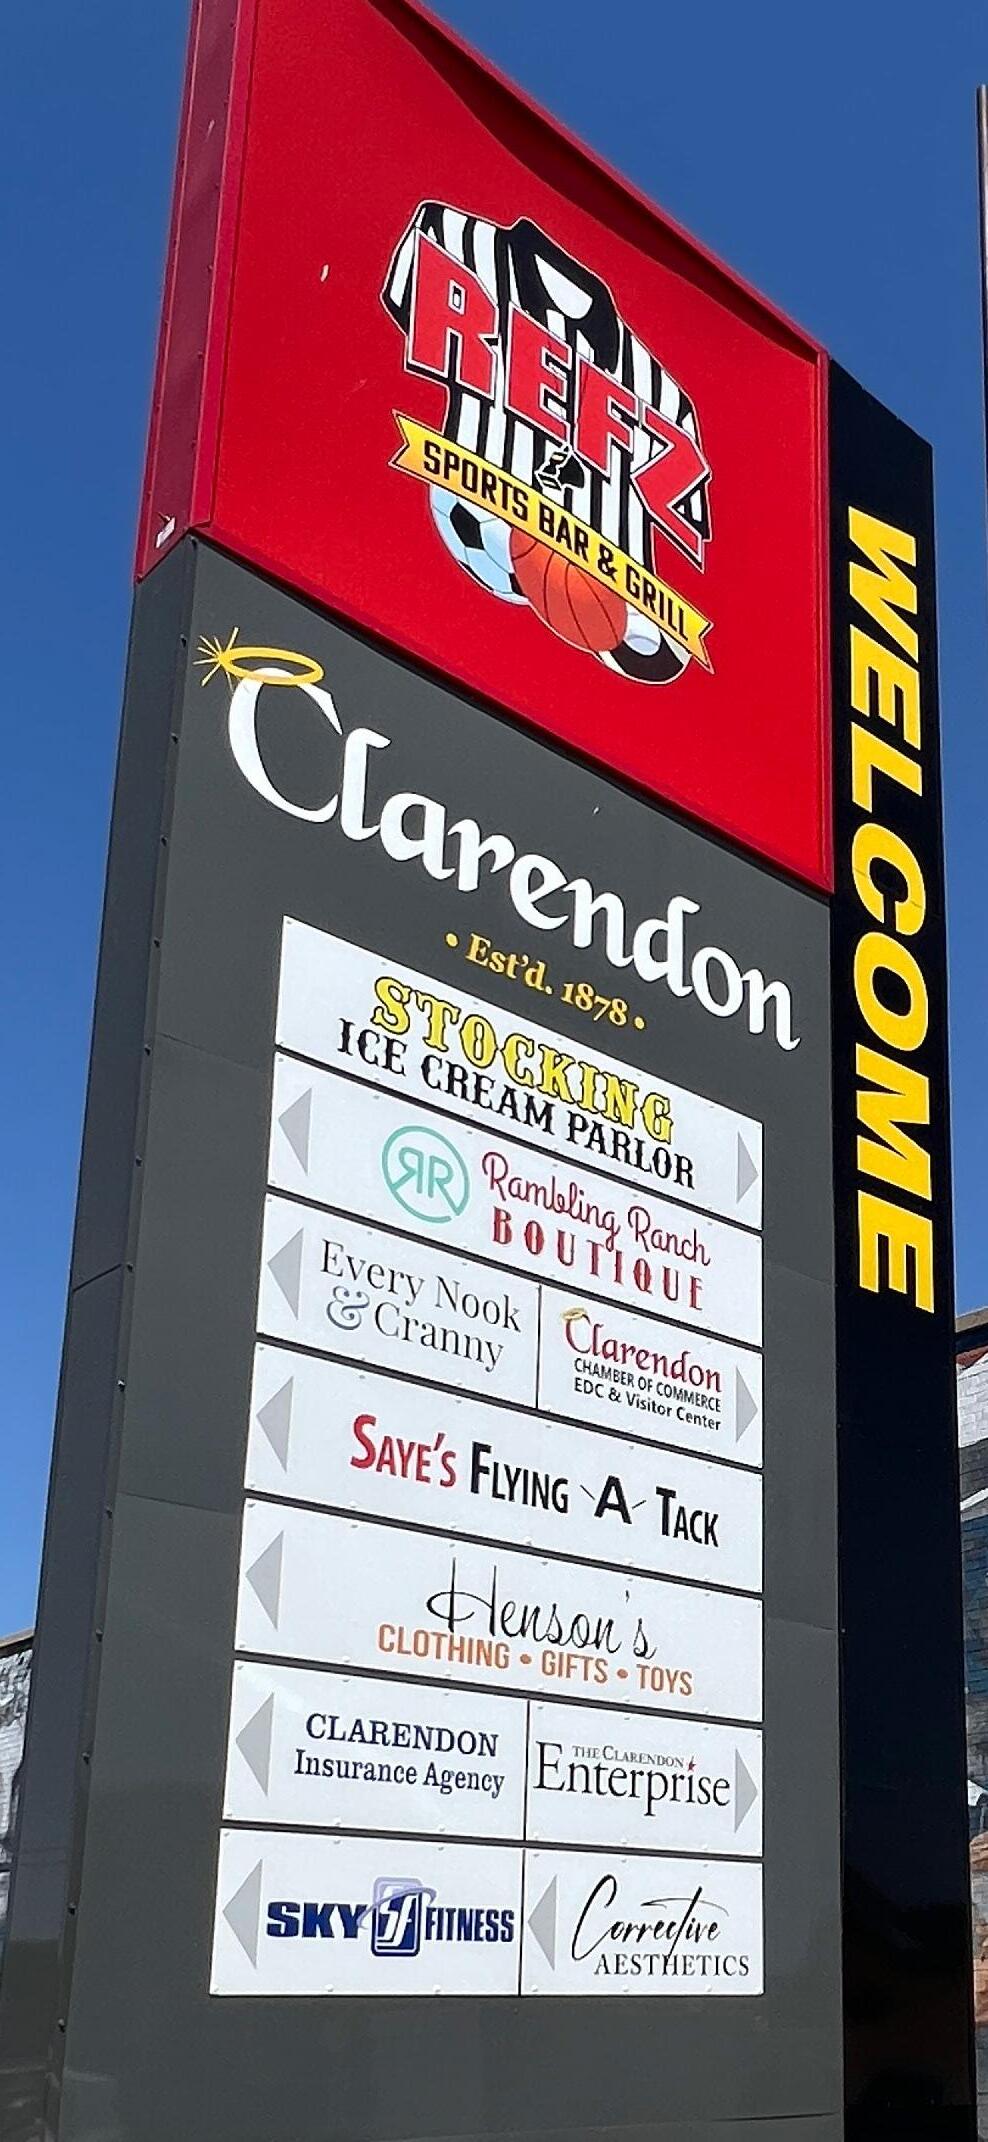 REFZ
SPORTS BAR & GRILL
WELCOME
Clarendon
• Est'd. 1878 •
STOCKING
ICE CREAM PARLOR
RR Rambling Ranch
BOUTIQUE
Every Nook
& Cranny
Clarendon
CHAMBER OF COMMERCE
EDC & Visitor Center
SAYE'S FLYING -A- TACK
Henson's
CLOTHING • GIFTS • TOYS
CLARENDON
Insurance Agency
THE CLARENDON
Enterprise
SKY sf FITNESS
Corrective
AESTHETICS